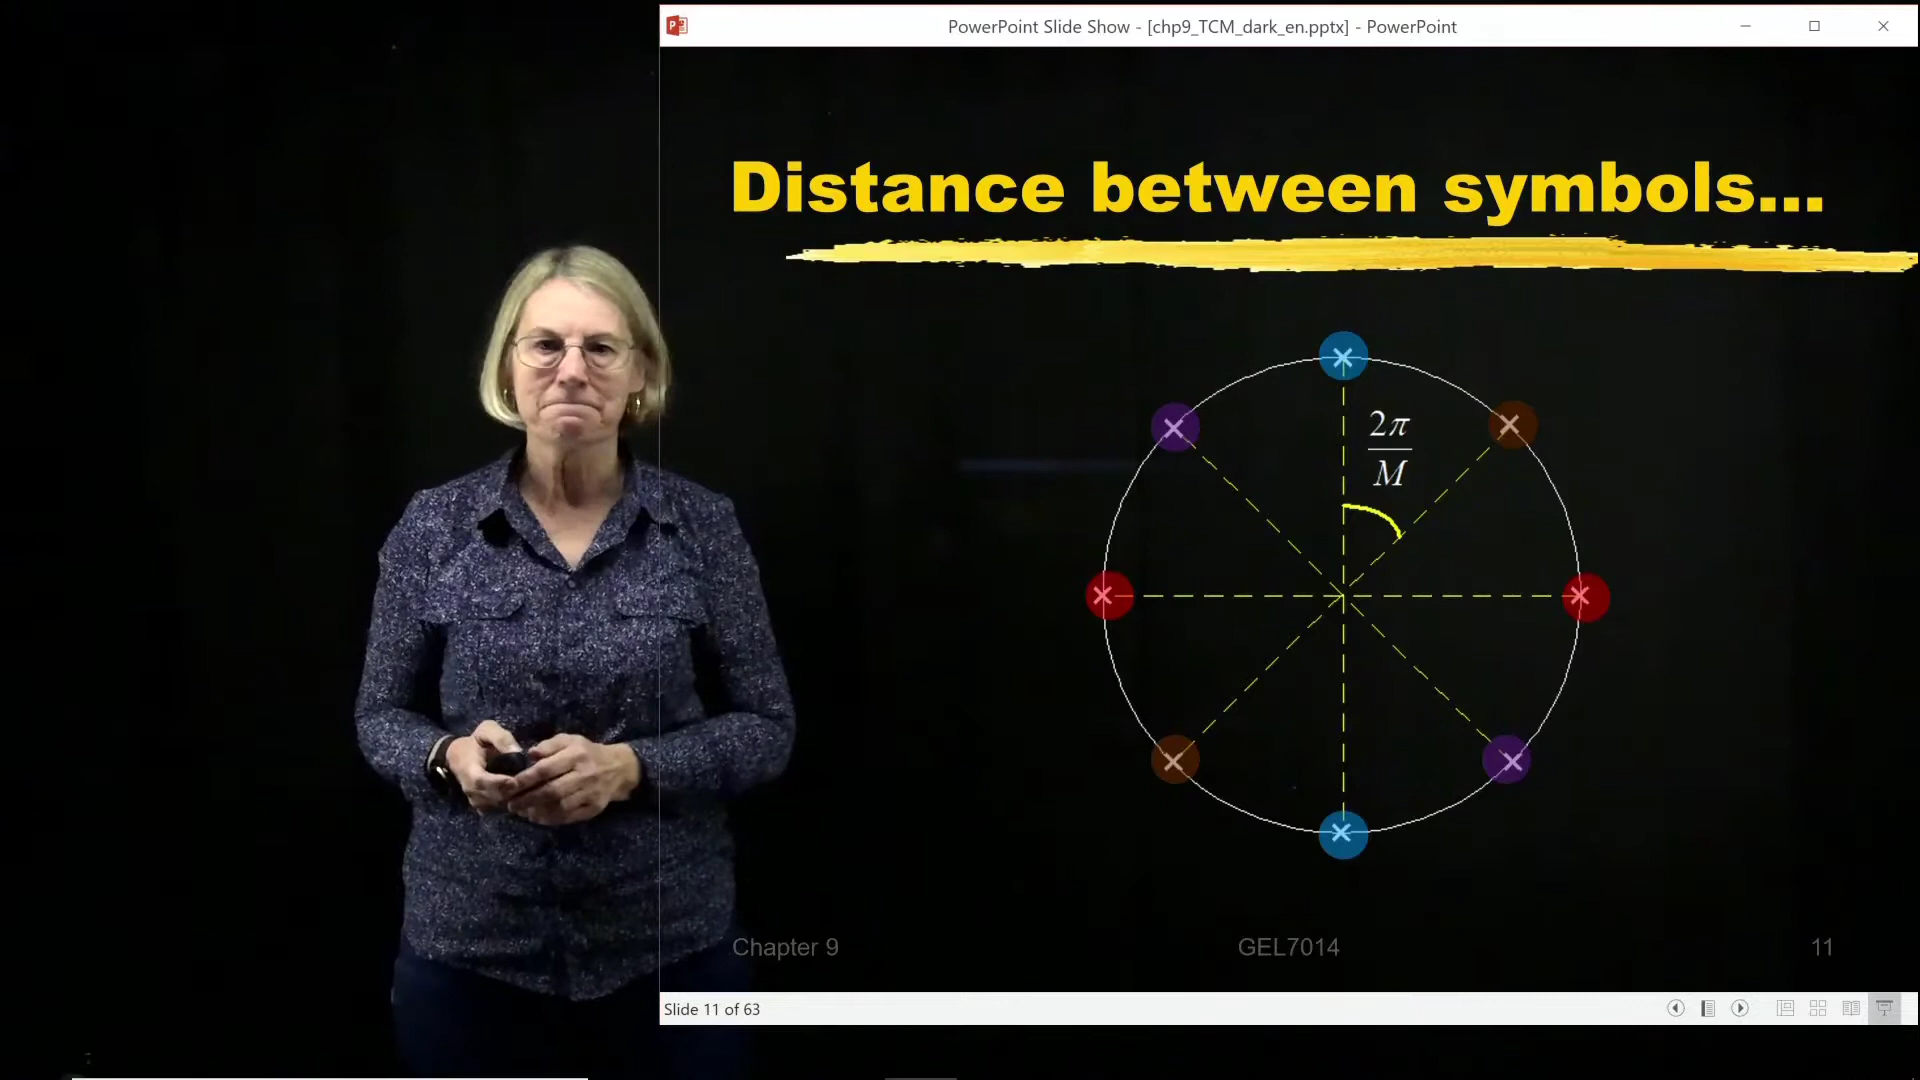 PowerPoint Slide Show - [chp9_TCM_dark_en.pptx] - PowerPoint
Distance between symbols...
2π
M
Chapter 9
GEL7014
11
Slide 11 of 63